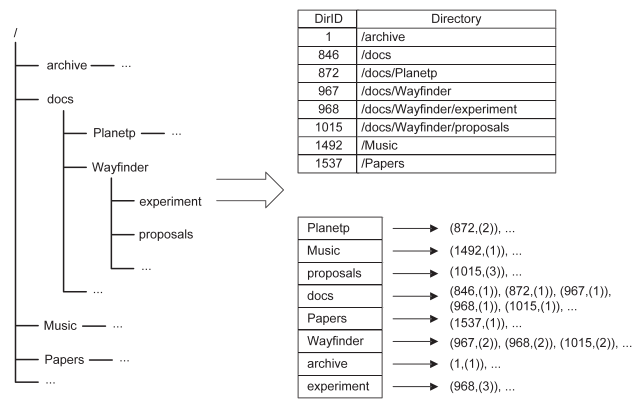 /
archive ...
docs
Planetp ...
Wayfinder
experiment
proposals
...
...
Music ...
Papers ...
...
DirID Directory
1 /archive
846 /docs
872 /docs/Planetp
967 /docs/Wayfinder
968 /docs/Wayfinder/experiment
1015 /docs/Wayfinder/proposals
1492 /Music
1537 /Papers
Planetp (872,(2)), ...
Music (1492,(1)), ...
proposals (1015,(3)), ...
docs (846,(1)), (872,(1)), (967,(1)),
(968,(1)), (1015,(1)), ...
Papers (1537,(1)), ...
Wayfinder (967,(2)), (968,(2)), (1015,(2)), ...
archive (1,(1)), ...
experiment (968,(3)), ...